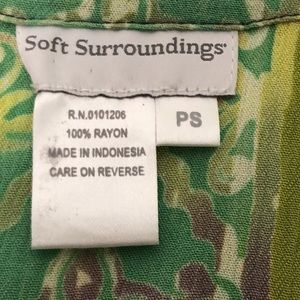 Soft Surroundings
R.N.0101206
100% RAYON
MADE IN INDONESIA
CARE ON REVERSE
PS